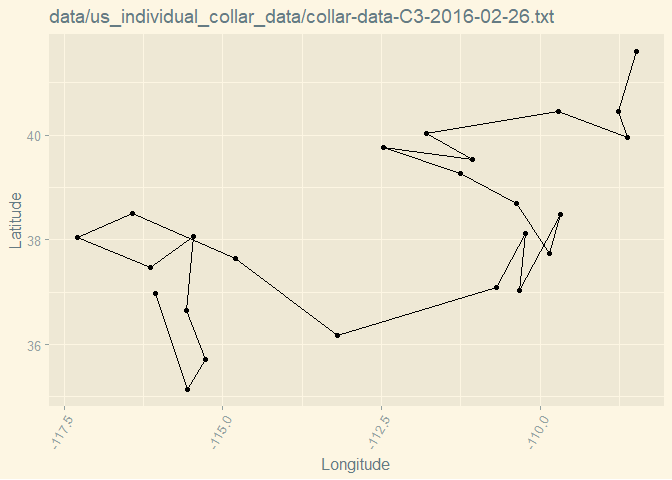 data/us_individual_collar_data/collar-data-C3-2016-02-26.txt
40
38
36
Latitude
-117.5
-115.0
-112.5
-110.0
Longitude